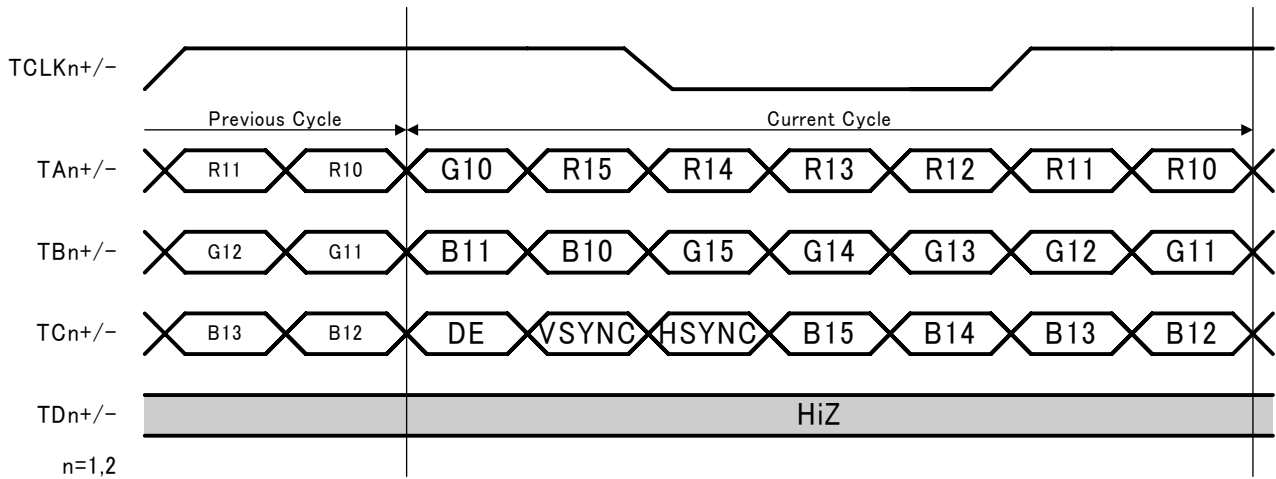 TCLKn+/-
Previous Cycle Current Cycle
TAn+/- R11 R10 G10 R15 R14 R13 R12 R11 R10
TBn+/- G12 G11 B11 B10 G15 G14 G13 G12 G11
TCn+/- B13 B12 DE VSYNC HSYNC B15 B14 B13 B12
TDn+/- HiZ
n=1,2